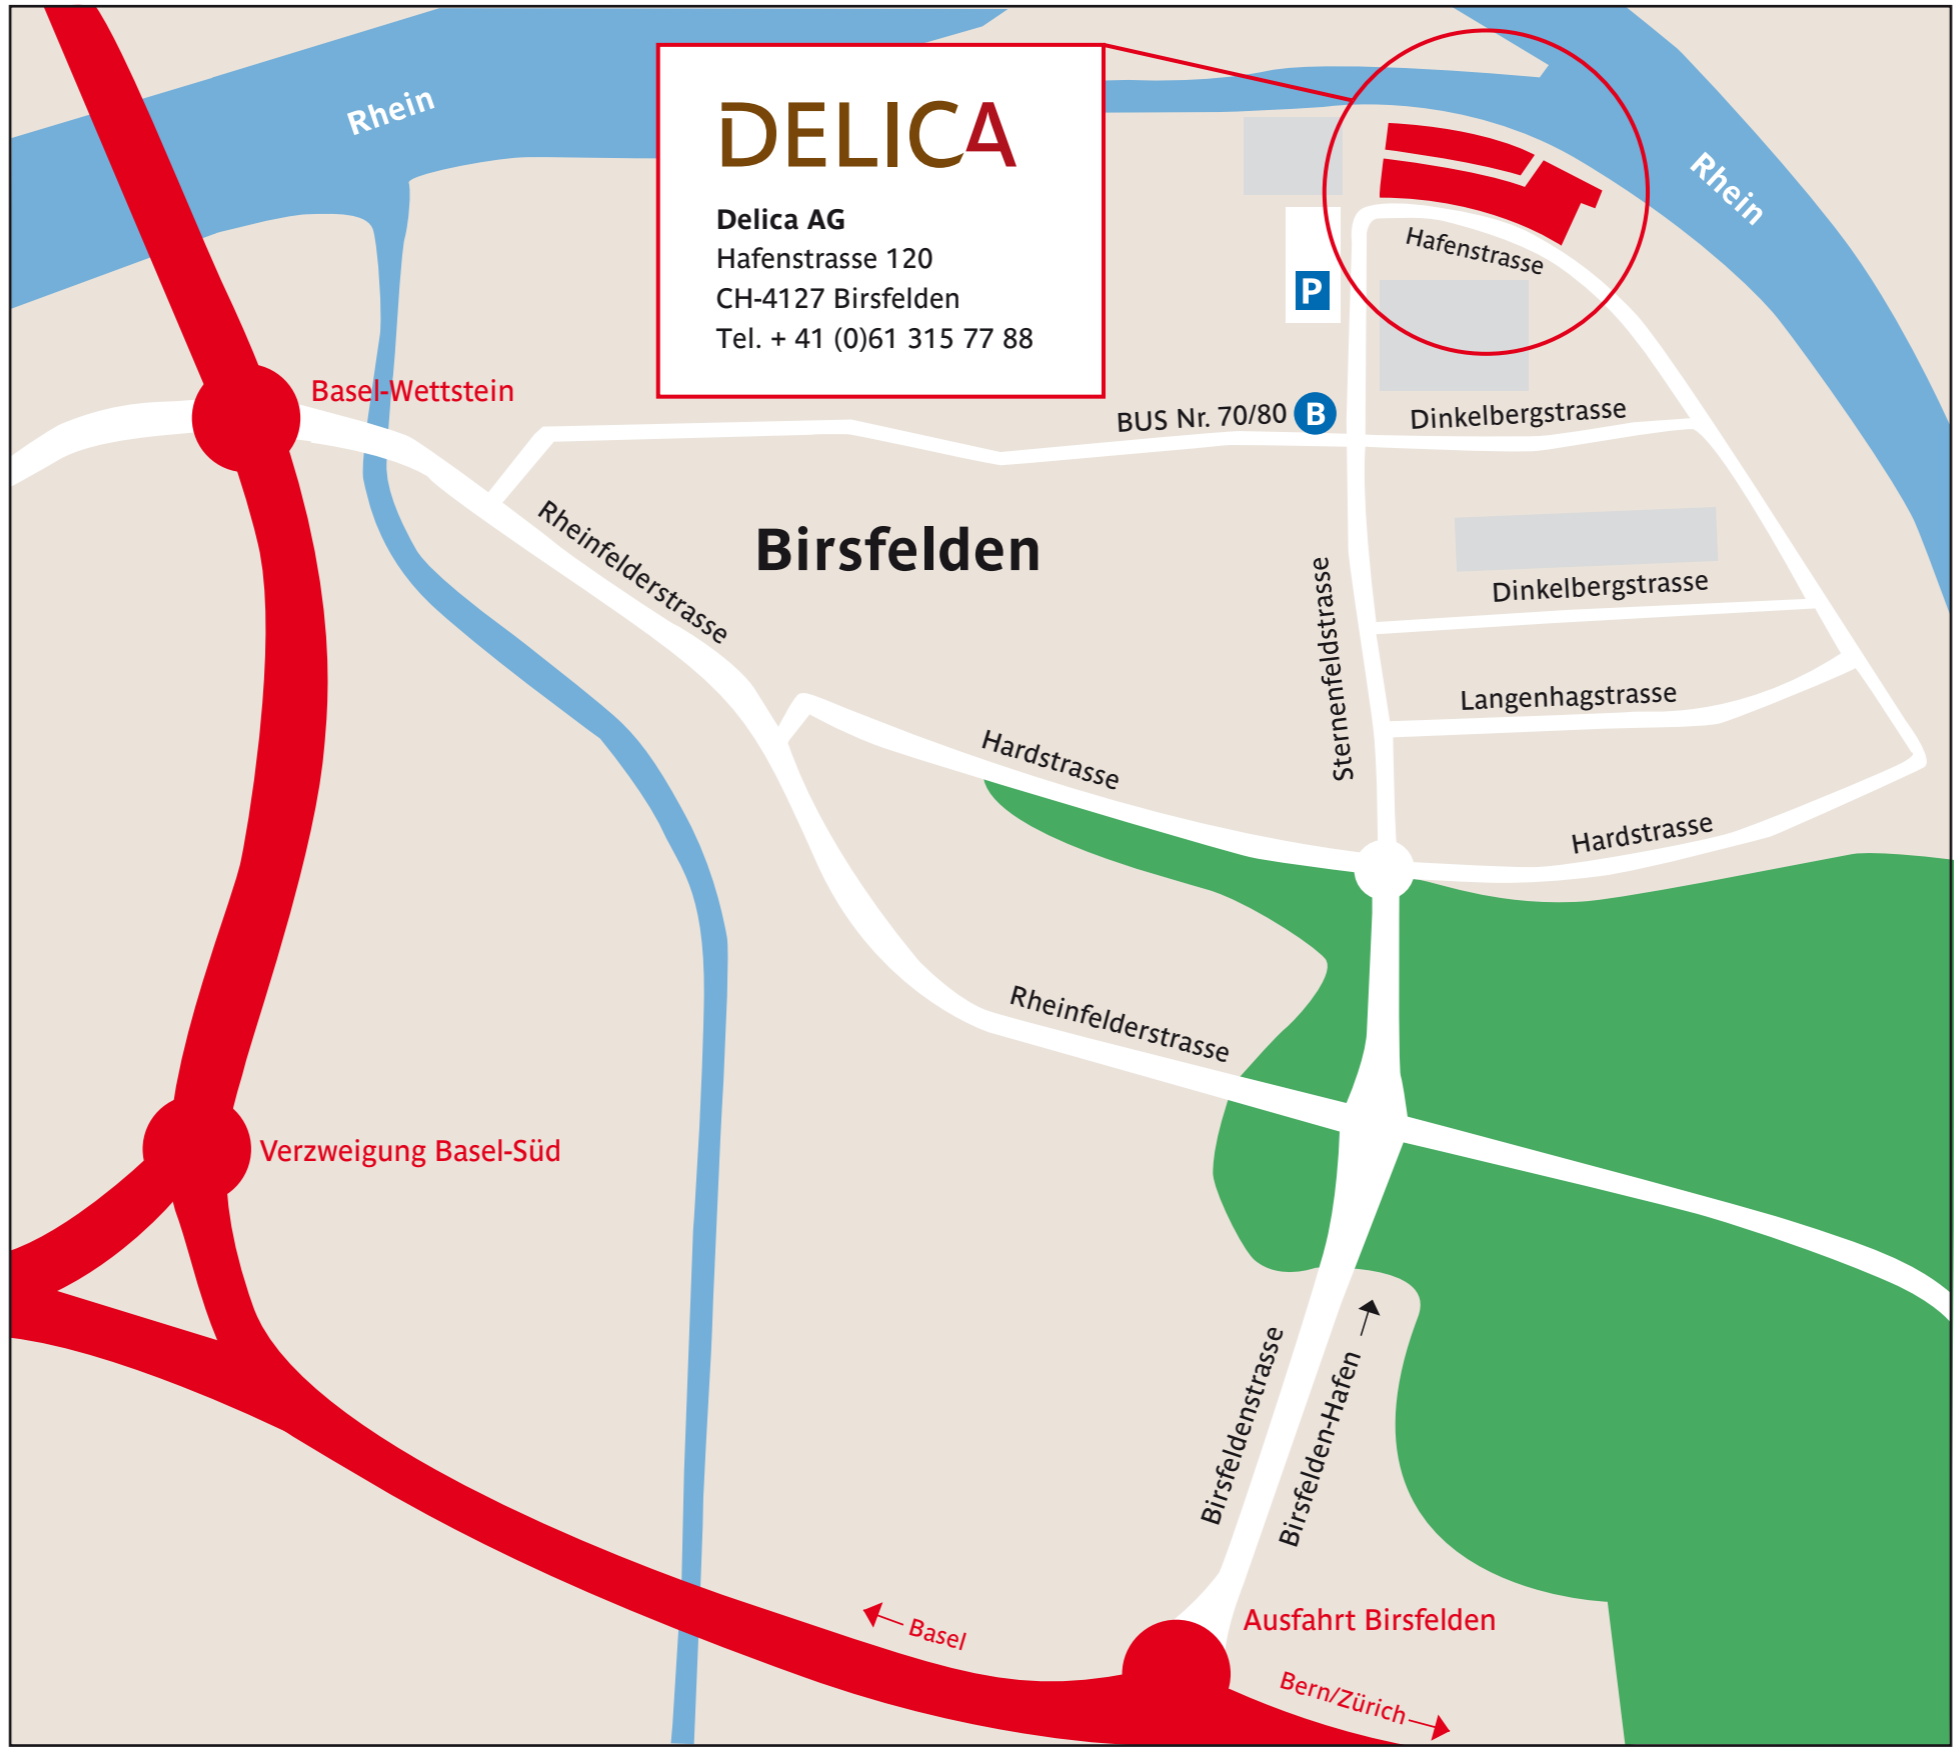 Rhein
DELICA
Delica AG
Hafenstrasse 120
CH-4127 Birsfelden
Tel. + 41 (0)61 315 77 88
Rhein
Hafenstrasse
P
Basel-Wettstein
BUS Nr. 70/80 B
Dinkelbergstrasse
Rheinfelderstrasse
Birsfelden
Sternenfeldstrasse
Dinkelbergstrasse
Langenhagstrasse
Hardstrasse
Hardstrasse
Rheinfelderstrasse
Verzweigung Basel-Süd
Birsfeldenstrasse
Birsfelden-Hafen
Ausfahrt Birsfelden
Basel
Bern/Zürich